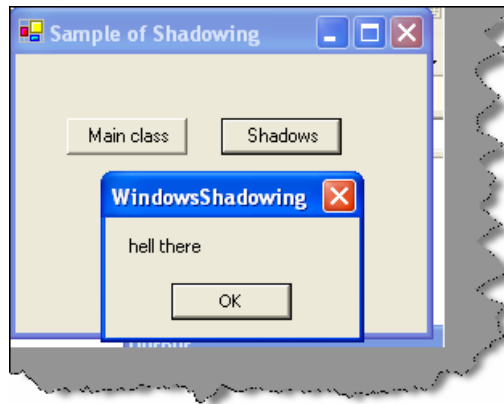 Sample of Shadowing
Main class
Shadows
WindowsShadowing
hell there
OK